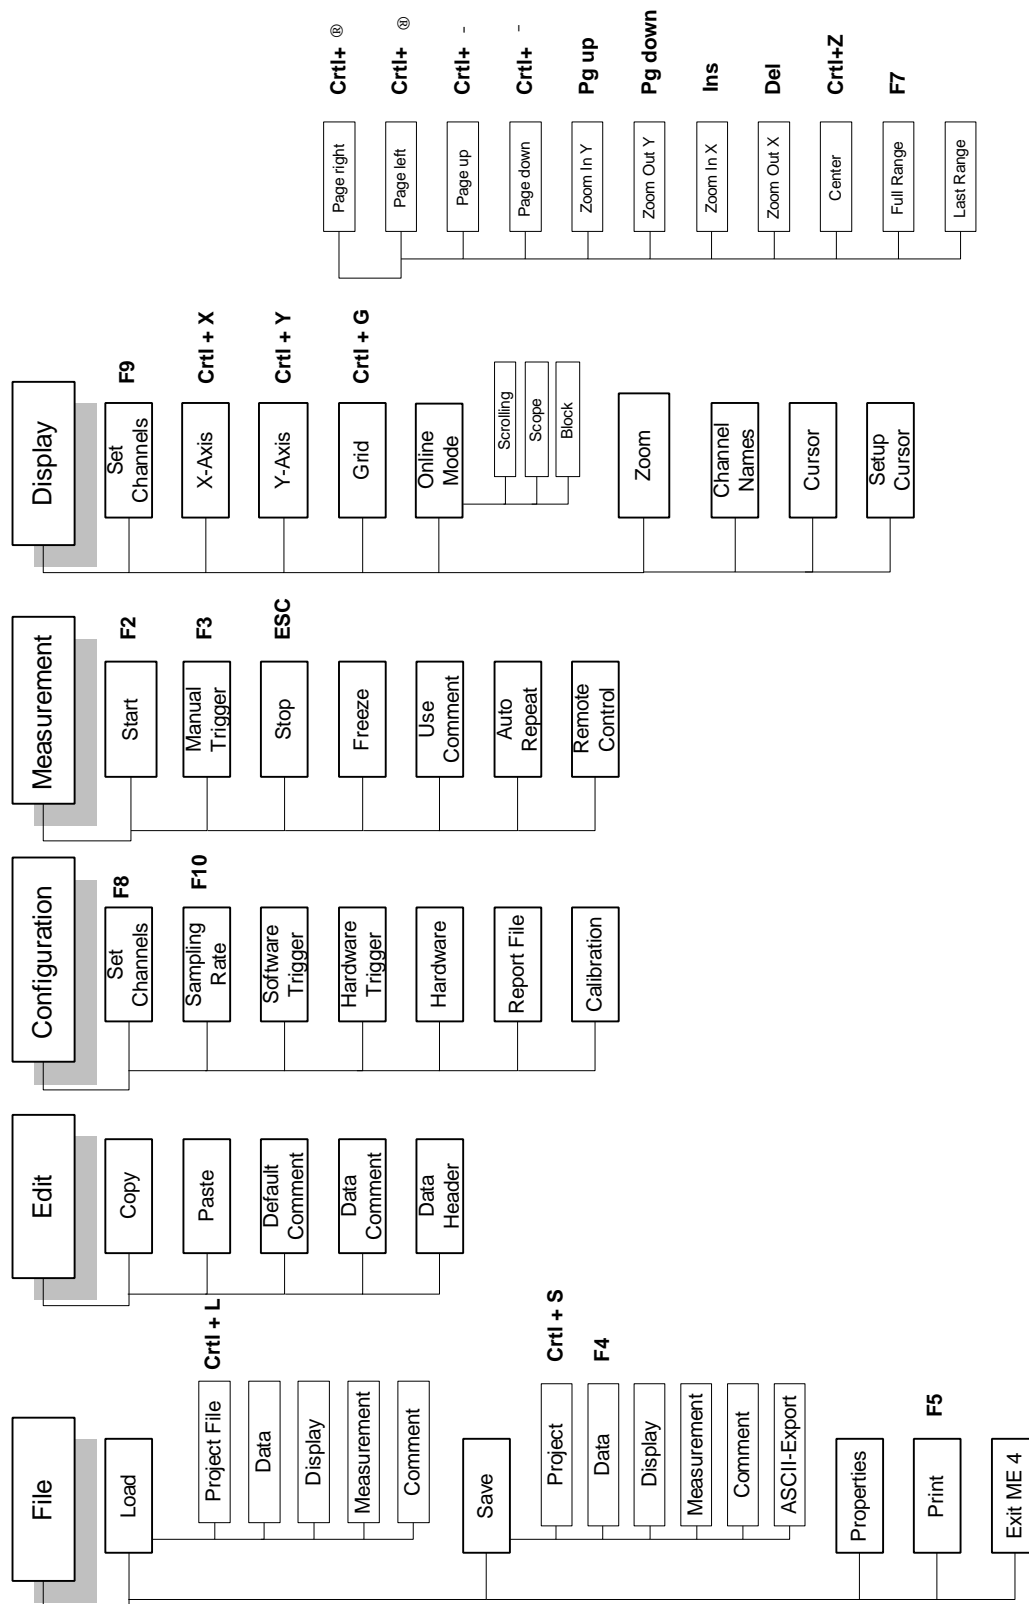 File
Load
Project File
Crtl + L
Data
Display
Measurement
Comment
Save
Project
Crtl + S
Data
F4
Display
Measurement
Comment
ASCII-Export
Properties
Print
F5
Exit ME 4
Edit
Copy
Paste
Default
Comment
Data
Comment
Data
Header
Configuration
Set
Channels
F8
Sampling
Rate
F10
Software
Trigger
Hardware
Trigger
Hardware
Report File
Calibration
Measurement
Start
F2
Manual
Trigger
F3
Stop
ESC
Freeze
Use
Comment
Auto
Repeat
Remote
Control
Display
Set
Channels
F9
X-Axis
Crtl + X
Y-Axis
Crtl + Y
Grid
Crtl + G
Online
Mode
Scrolling
Scope
Block
Zoom
Channel
Names
Cursor
Setup
Cursor
Page right
Crtl+ ®
Page left
Crtl+ ®
Page up
Crtl+ -
Page down
Crtl+ -
Zoom In Y
Pg up
Zoom Out Y
Pg down
Zoom In X
Ins
Zoom Out X
Del
Center
Crtl+Z
Full Range
F7
Last Range